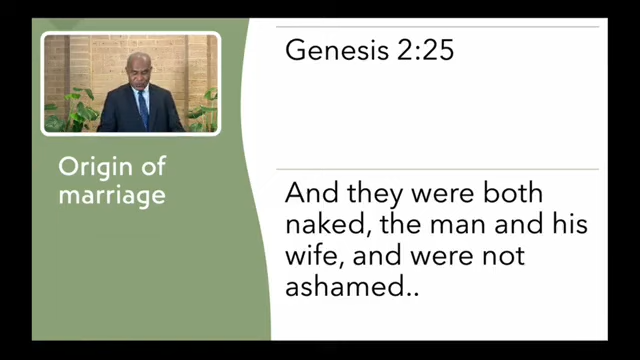 Origin of
marriage
Genesis 2:25
And they were both
naked, the man and his
wife, and were not
ashamed..